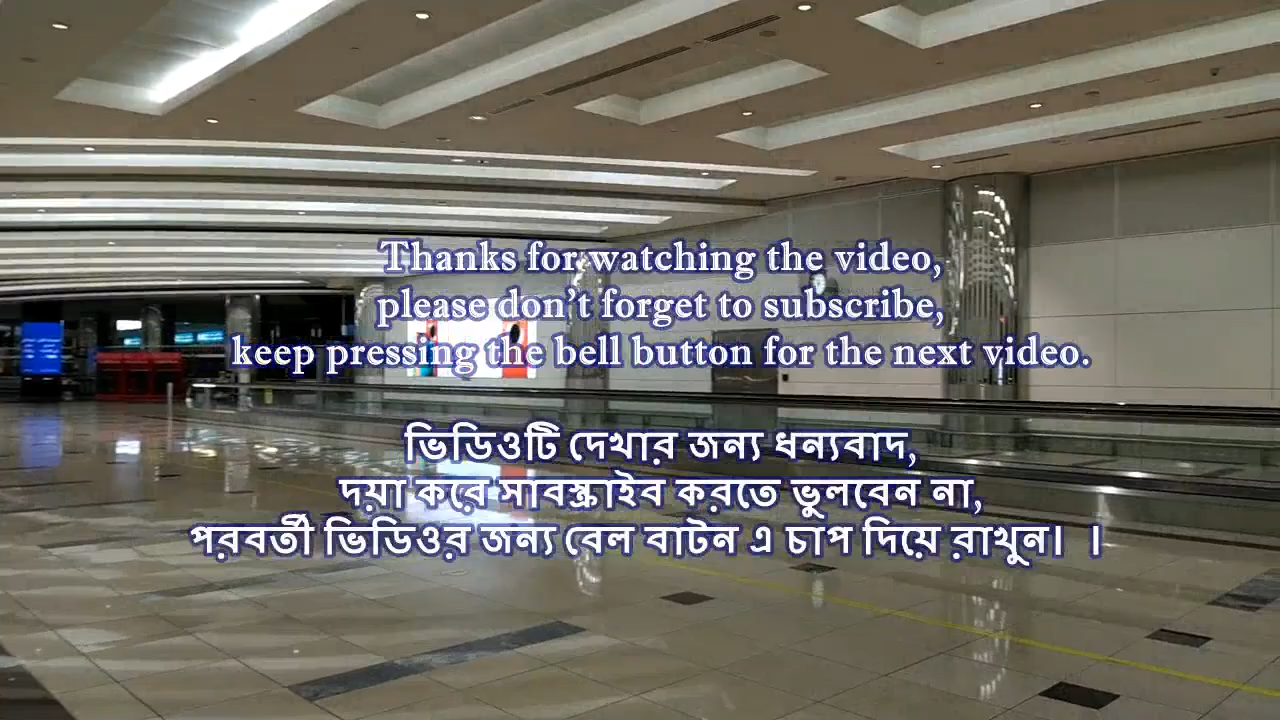 Thanks for watching the video,
please don't forget to subscribe,
keep pressing the bell button for the next video.
ভিডিওটি দেখার জন্য ধন্যবাদ,
দয়া করে সাবস্ক্রাইব করতে ভুলবেন না,
পরবর্তী ভিডিওর জন্য বেল বাটন এ চাপ দিয়ে রাখুন। ।